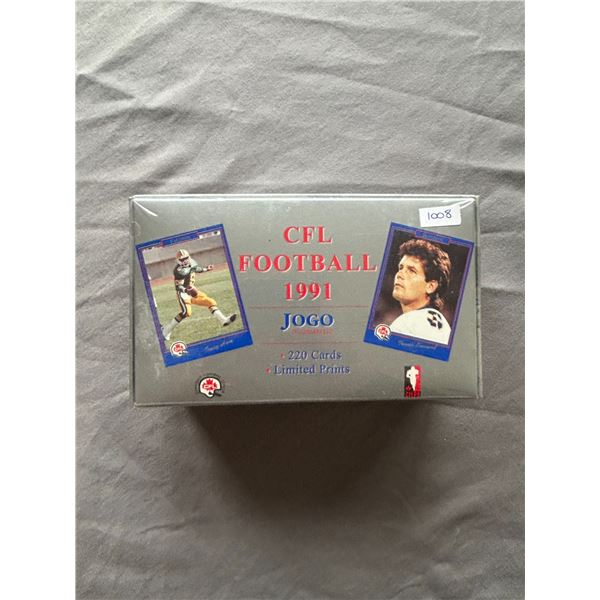 1008
CFL
FOOTBALL
1991
JOGO
• 220 Cards
• Limited Prints